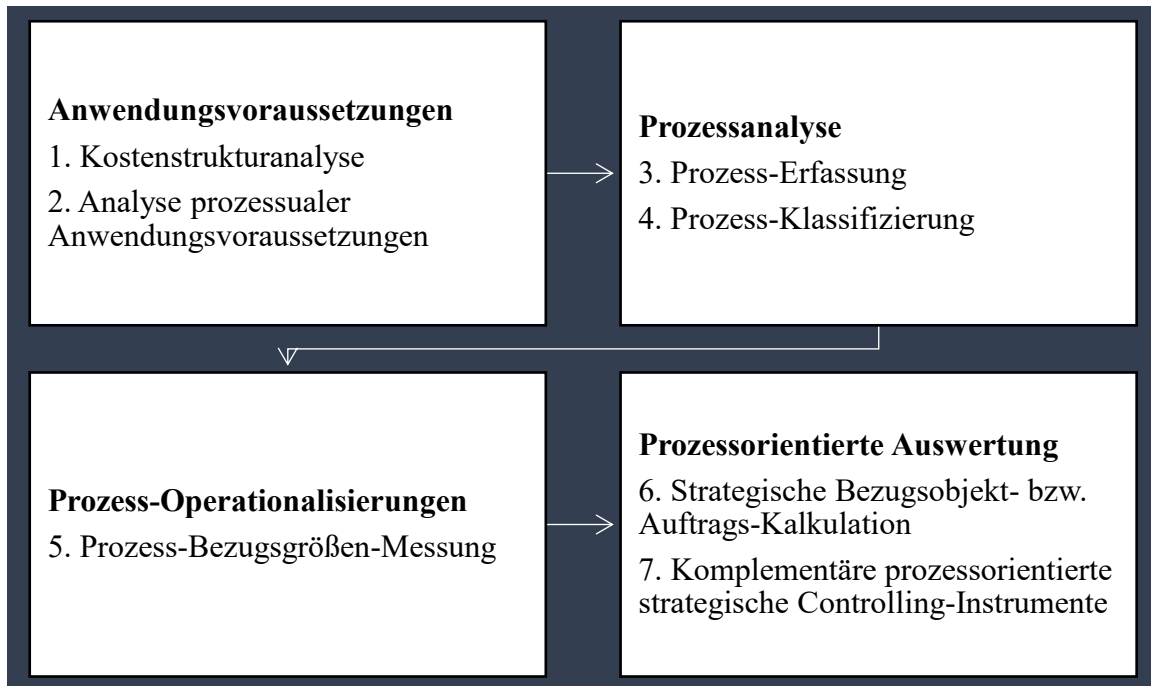 Anwendungsvoraussetzungen
1. Kostenstrukturanalyse
2. Analyse prozessualer
Anwendungsvoraussetzungen
Prozessanalyse
3. Prozess-Erfassung
4. Prozess-Klassifizierung
Prozess-Operationalisierungen
5. Prozess-Bezugsgrößen-Messung
Prozessorientierte Auswertung
6. Strategische Bezugsobjekt- bzw.
Auftrags-Kalkulation
7. Komplementäre prozessorientierte
strategische Controlling-Instrumente